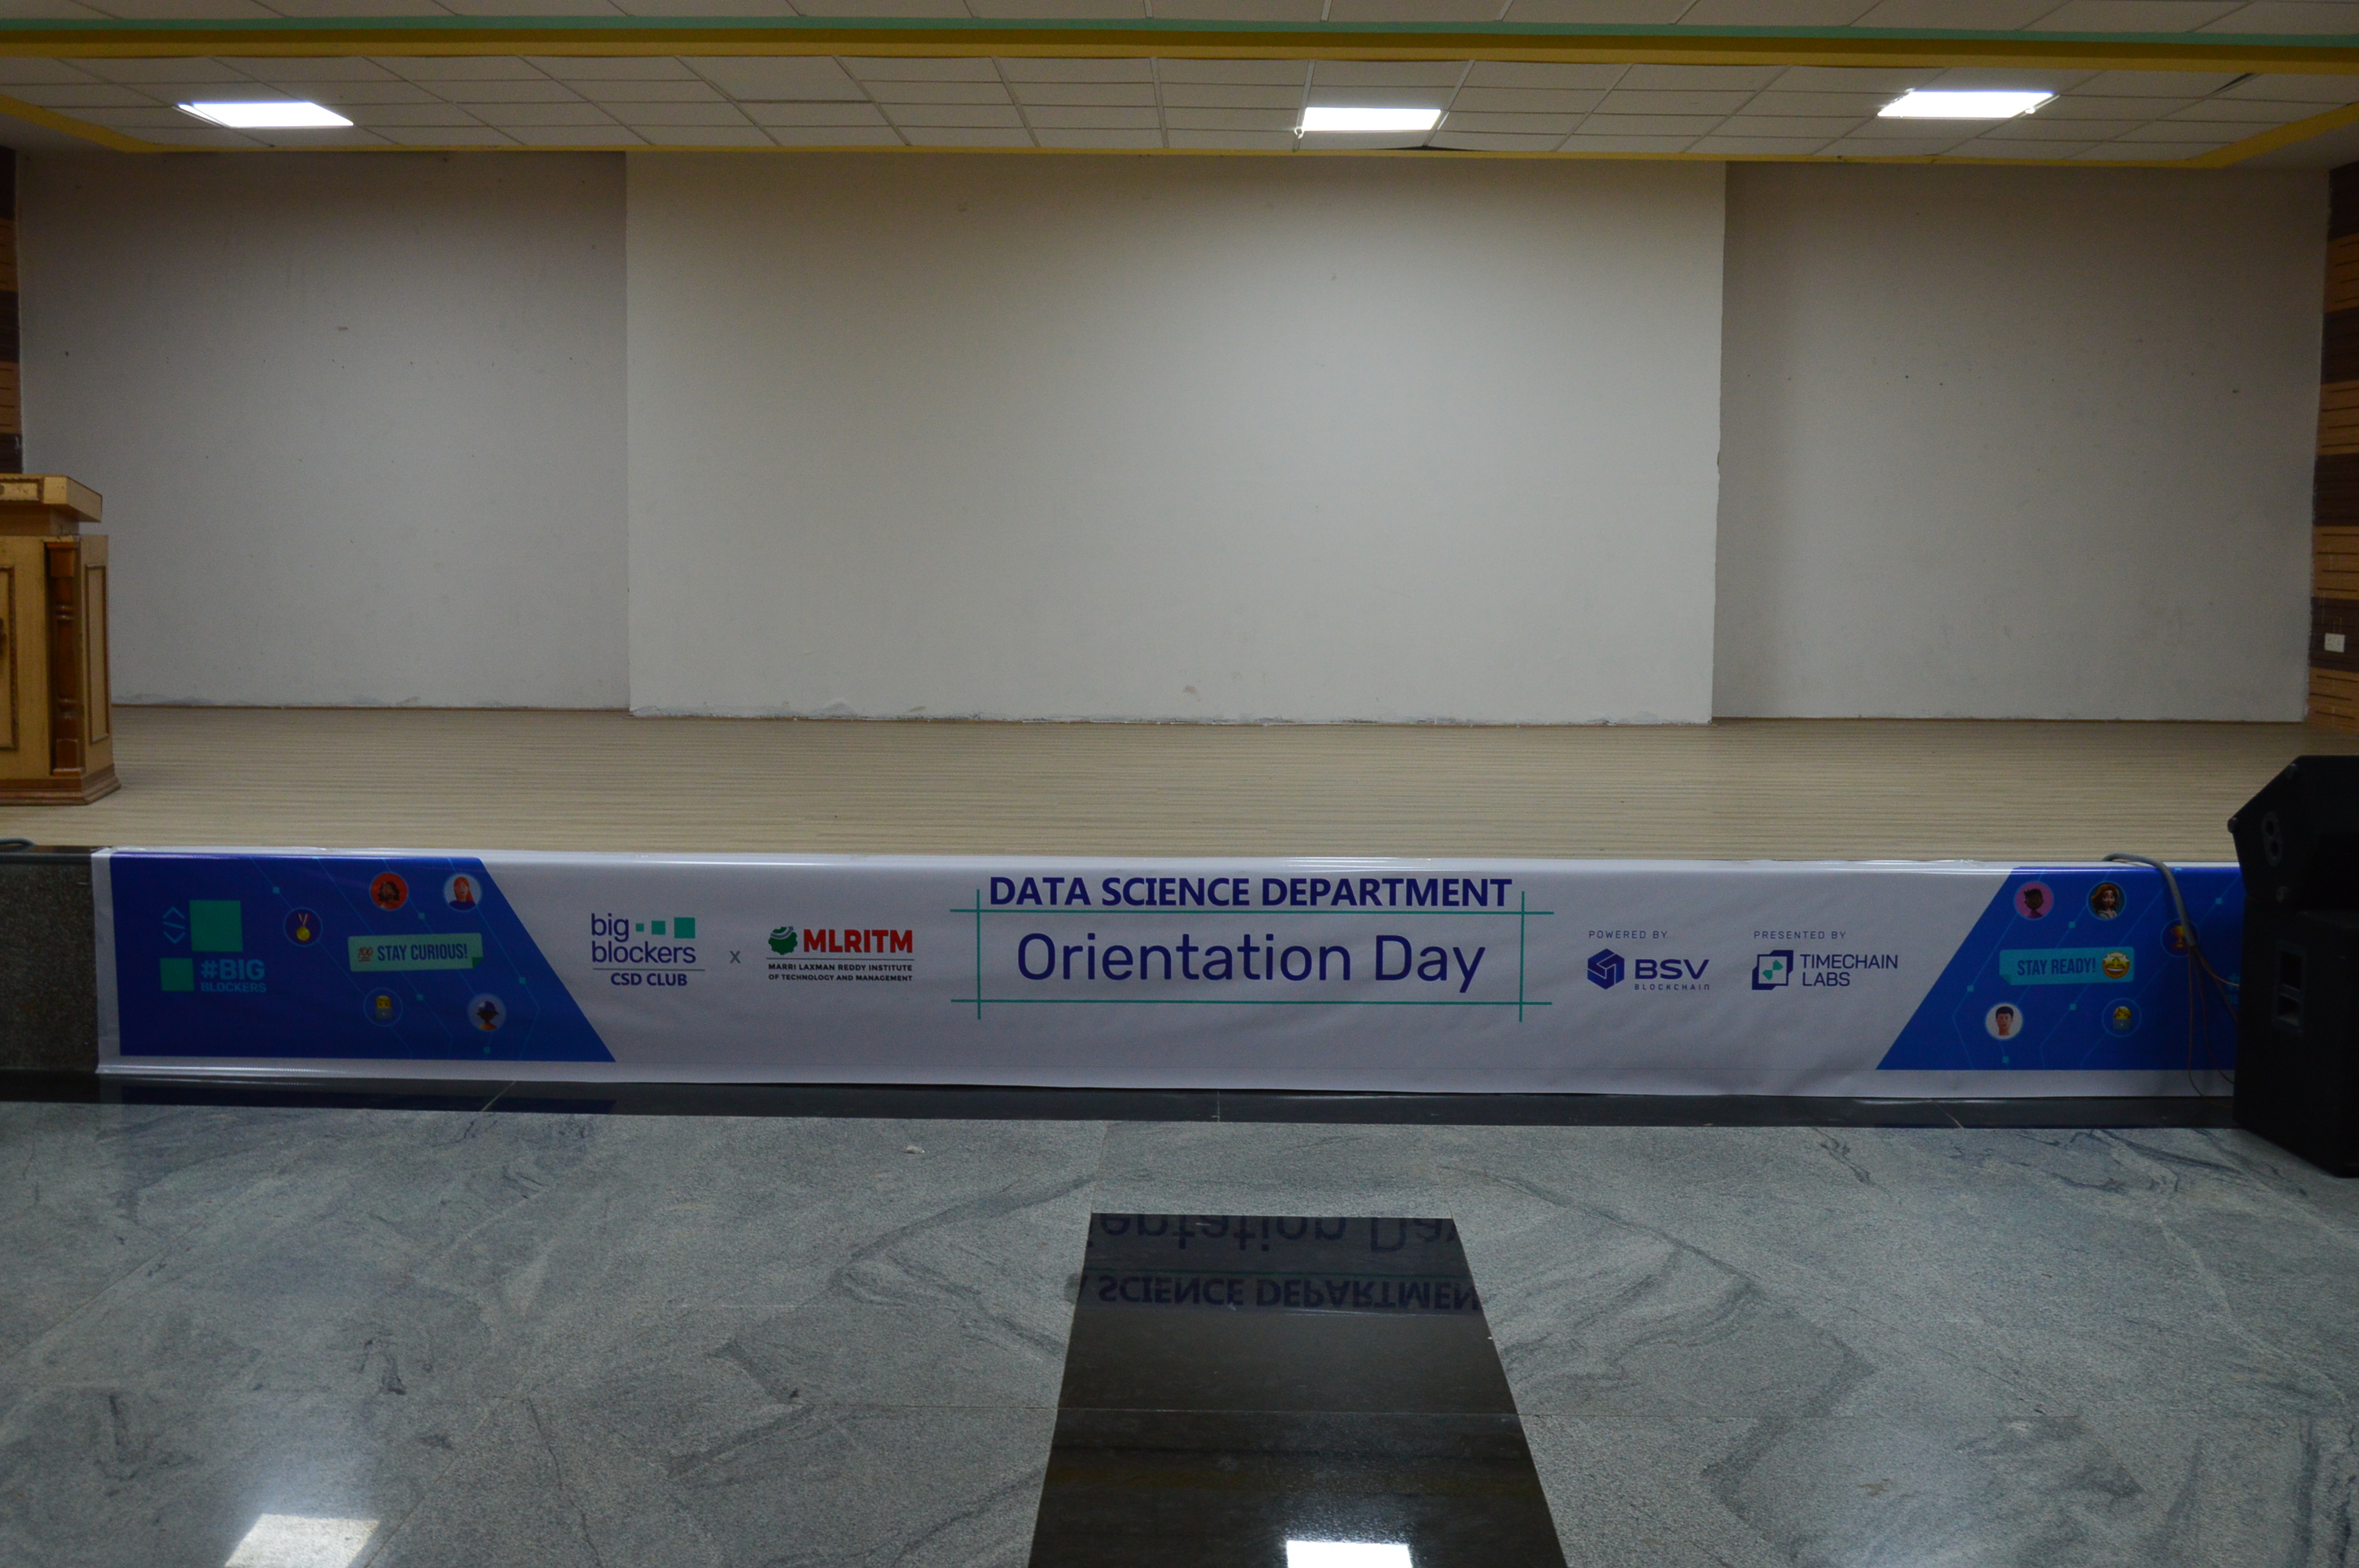 #BIG
BLOCKERS
💯 STAY CURIOUS!
big
blockers
CSD CLUB
x
MLRITM
MARRI LAXMAN REDDY INSTITUTE
OF TECHNOLOGY AND MANAGEMENT
DATA SCIENCE DEPARTMENT
Orientation Day
POWERED BY
BSV
BLOCKCHAIN
PRESENTED BY
TIMECHAIN
LABS
STAY READY! 🤩